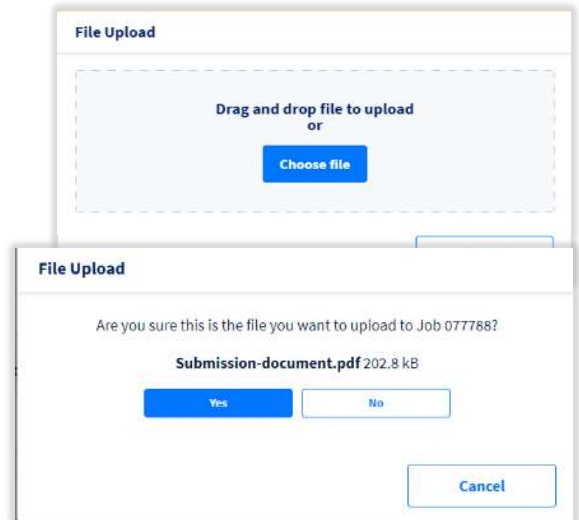 File Upload
Drag and drop file to upload
or
Choose file
File Upload
Are you sure this is the file you want to upload to Job 077788?
Submission-document.pdf 202.8 kB
Yes
No
Cancel